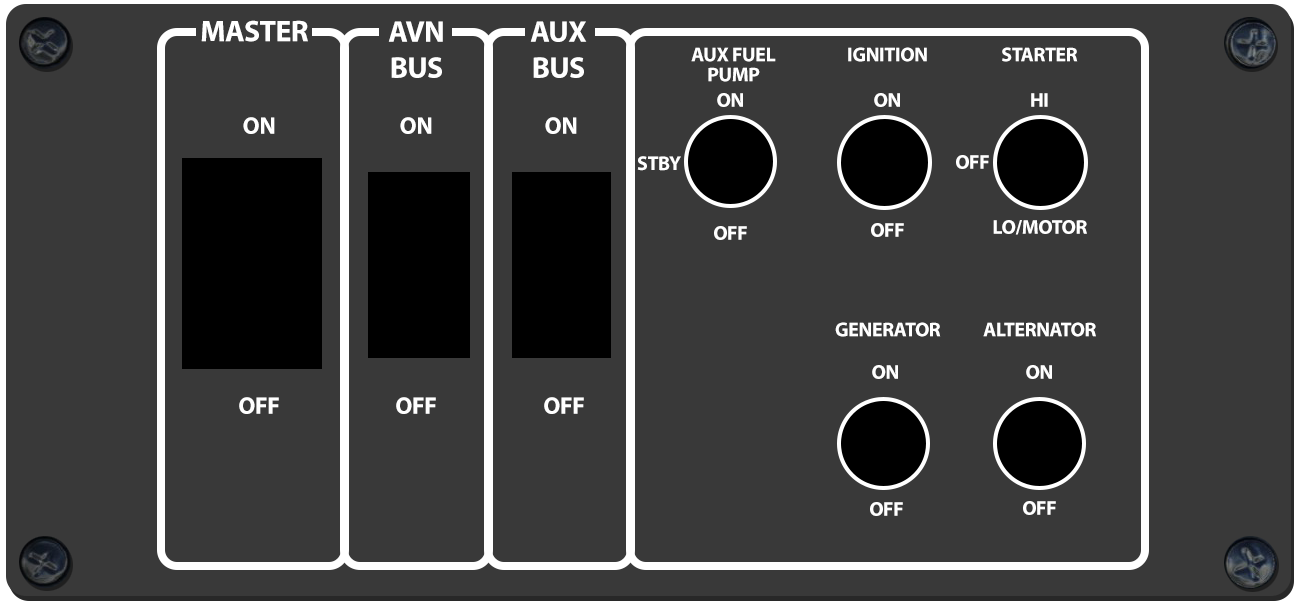 MASTER
ON
OFF
AVN
BUS
ON
OFF
AUX
BUS
ON
OFF
AUX FUEL
PUMP
ON
STBY
OFF
IGNITION
ON
OFF
STARTER
HI
OFF
LO/MOTOR
GENERATOR
ON
OFF
ALTERNATOR
ON
OFF